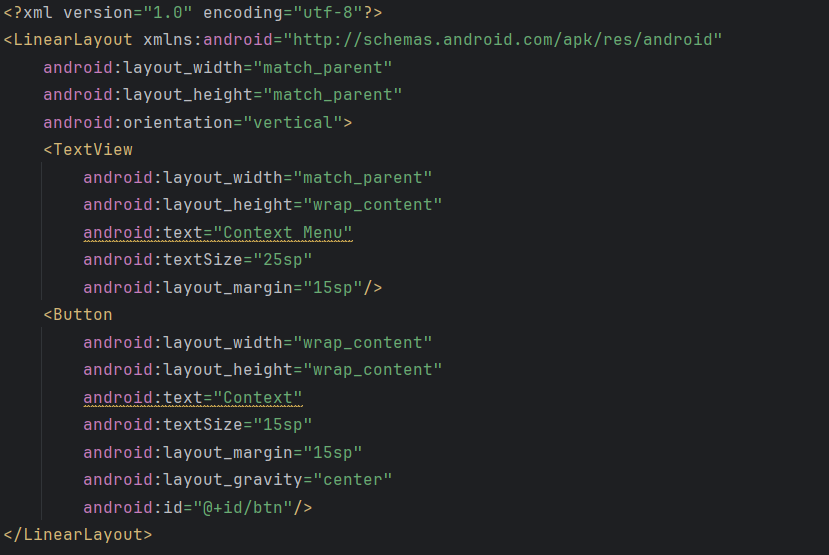 <?xml version="1.0" encoding="utf-8"?>
<LinearLayout xmlns:android="http://schemas.android.com/apk/res/android"
    android:layout_width="match_parent"
    android:layout_height="match_parent"
    android:orientation="vertical">
    <TextView
        android:layout_width="match_parent"
        android:layout_height="wrap_content"
        android:text="Context Menu"
        android:textSize="25sp"
        android:layout_margin="15sp"/>
    <Button
        android:layout_width="wrap_content"
        android:layout_height="wrap_content"
        android:text="Context"
        android:textSize="15sp"
        android:layout_margin="15sp"
        android:layout_gravity="center"
        android:id="@+id/btn"/>
</LinearLayout>